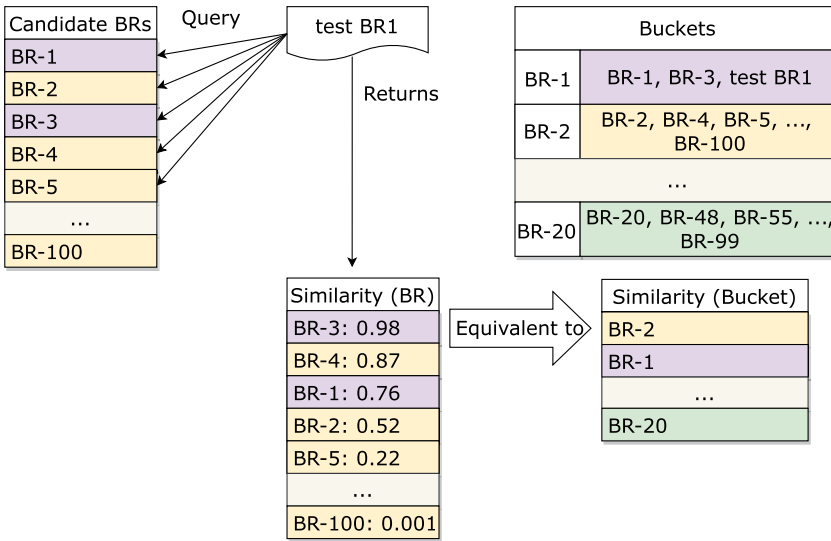 Candidate BRs
BR-1
BR-2
BR-3
BR-4
BR-5
...
BR-100
Query
test BR1
Returns
Buckets
BR-1
BR-1, BR-3, test BR1
BR-2
BR-2, BR-4, BR-5, ...,
BR-100
...
BR-20
BR-20, BR-48, BR-55, ...,
BR-99
Similarity (BR)
BR-3: 0.98
BR-4: 0.87
BR-1: 0.76
BR-2: 0.52
BR-5: 0.22
...
BR-100: 0.001
Equivalent to
Similarity (Bucket)
BR-2
BR-1
...
BR-20